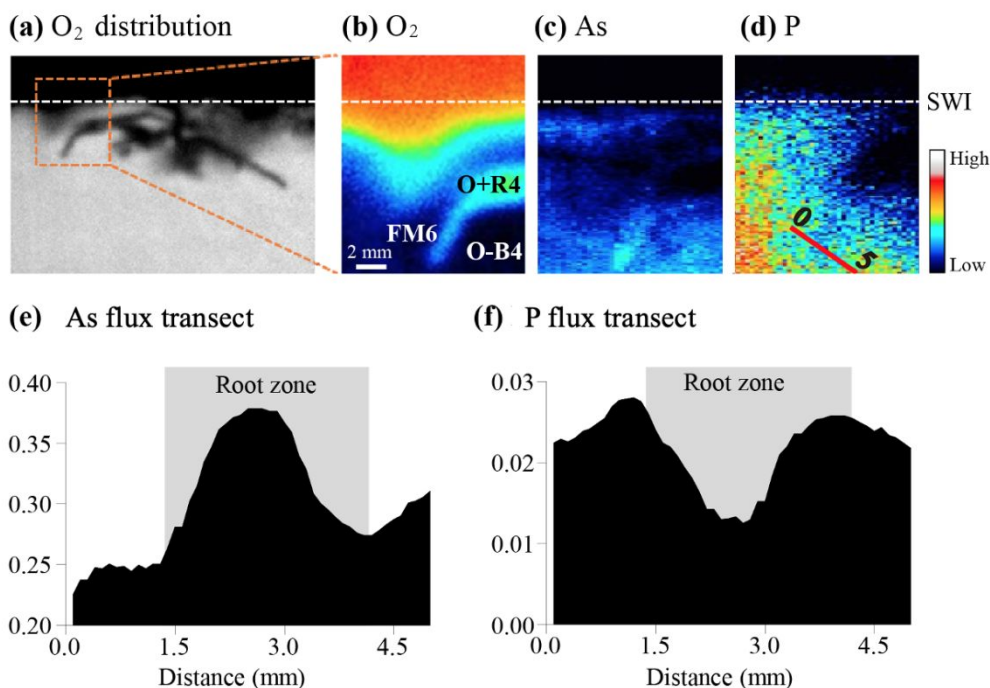 (a) O₂ distribution
(b) O₂
(c) As
(d) P
SWI
High
Low
O+R4
FM6
O-B4
2 mm
0
5
(e) As flux transect
(f) P flux transect
0.40
0.35
0.30
0.25
0.20
Root zone
0.0 1.5 3.0 4.5
Distance (mm)
0.03
0.02
0.01
0.00
Root zone
0.0 1.5 3.0 4.5
Distance (mm)